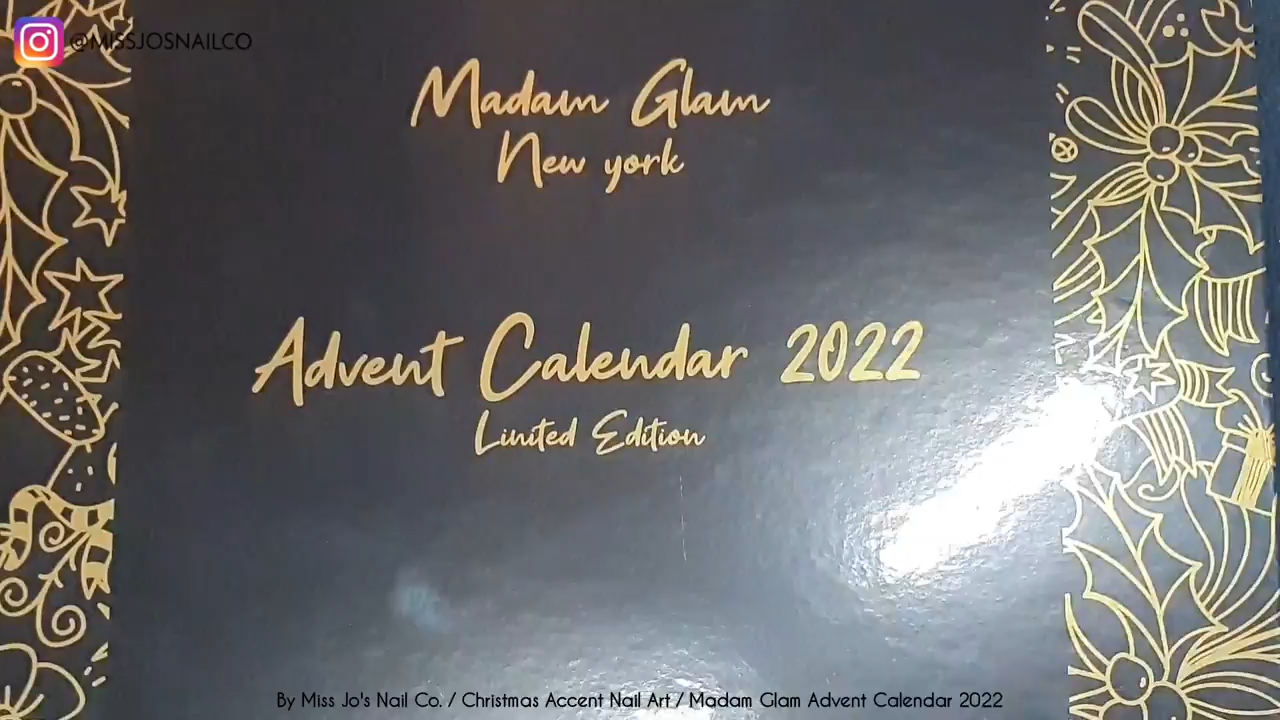 @MISSJOSNAILCO
Madam Glam
New york
Advent Calendar 2022
Limited Edition
By Miss Jo's Nail Co. / Christmas Accent Nail Art / Madam Glam Advent Calendar 2022